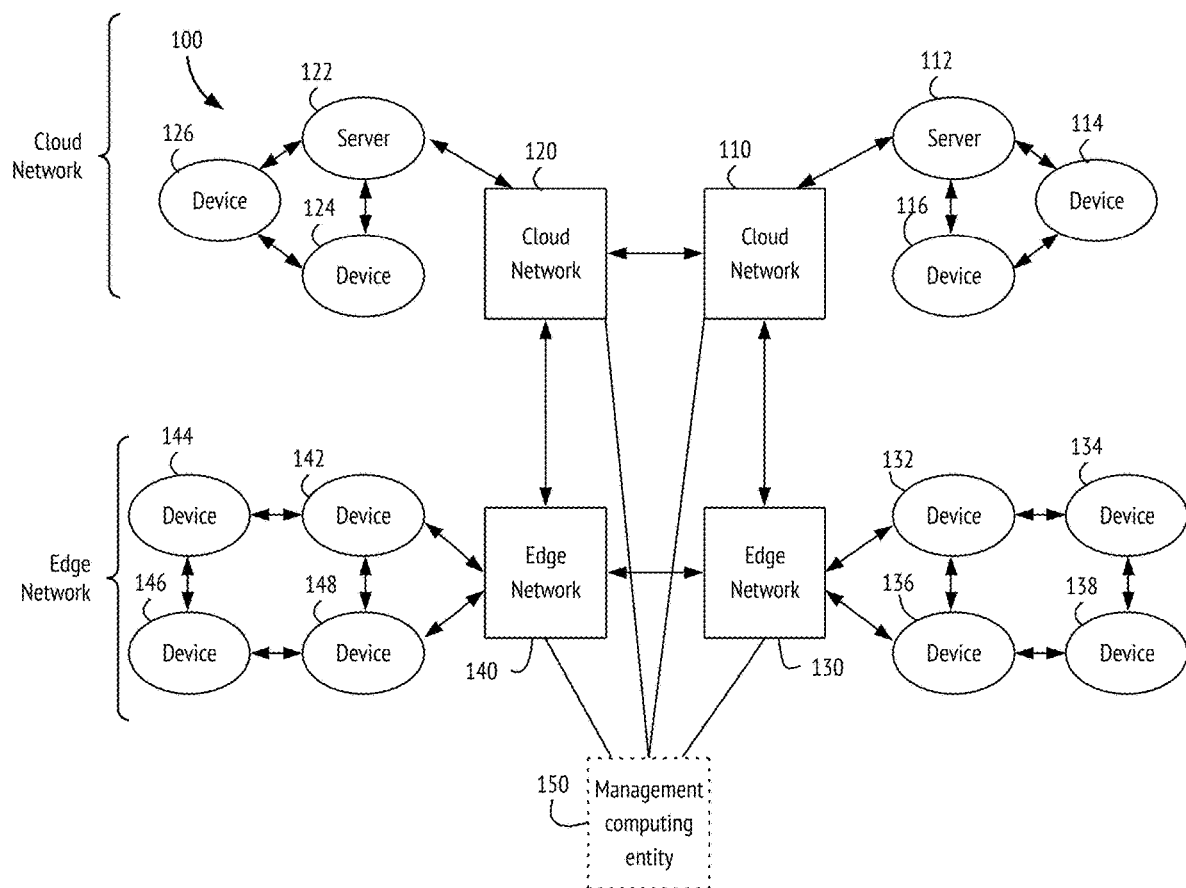 100
122
112
126
Server
120
110
Server
114
Cloud
Network
Device
124
Cloud
Network
Cloud
Network
116
Device
Device
Device
144
142
132
134
Device
Device
Edge
Network
Edge
Network
Device
Device
Edge
Network
146
148
136
138
Device
Device
140
130
Device
Device
150
Management
computing
entity